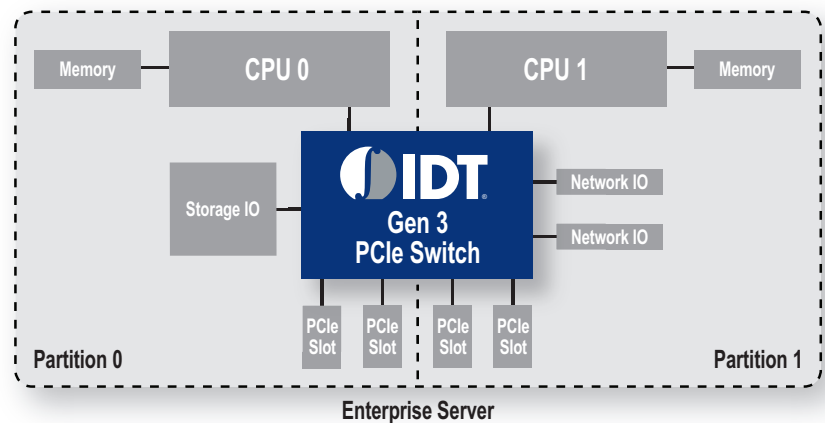 CPU 0
CPU 1
Memory
Memory
IDT®
Gen 3
PCIe Switch
Storage IO
Network IO
Network IO
PCIe
Slot
PCIe
Slot
PCIe
Slot
PCIe
Slot
Partition 0
Partition 1
Enterprise Server